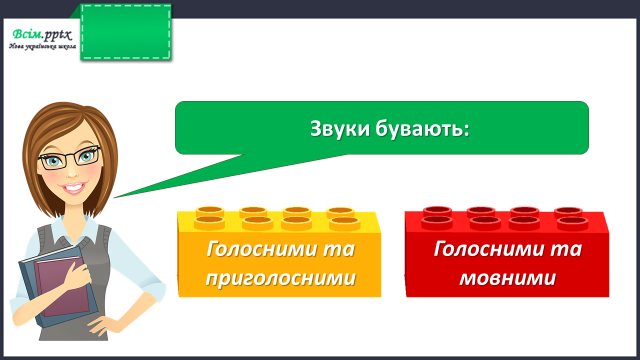 Всім.pptx
Нова українська школа
Звуки бувають:
Голосними та
приголосними
Голосними та
мовними